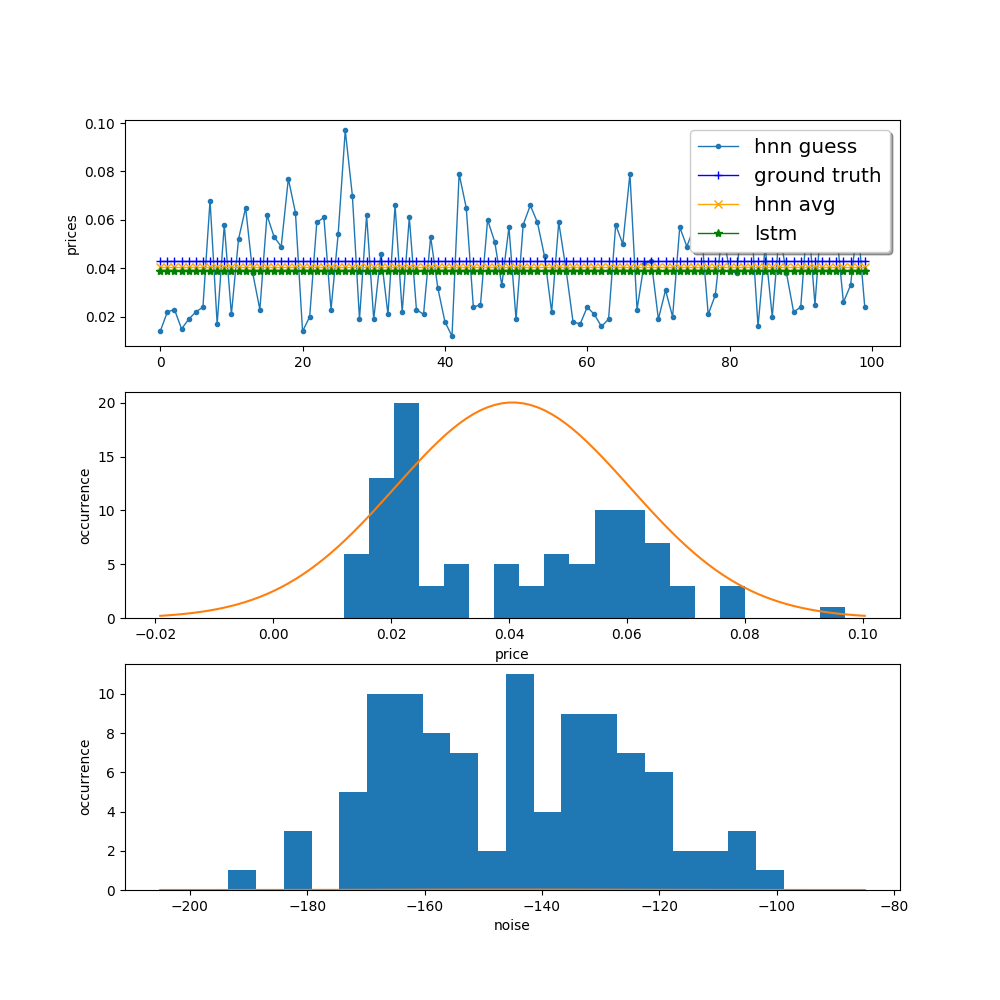 0.10
0.08
0.06
0.04
0.02
prices
hnn guess
ground truth
hnn avg
lstm
0 20 40 60 80 100
20
15
10
5
0
occurrence
−0.02 0.00 0.02 0.04 0.06 0.08 0.10
price
10
8
6
4
2
0
occurrence
−200 −180 −160 −140 −120 −100 −80
noise